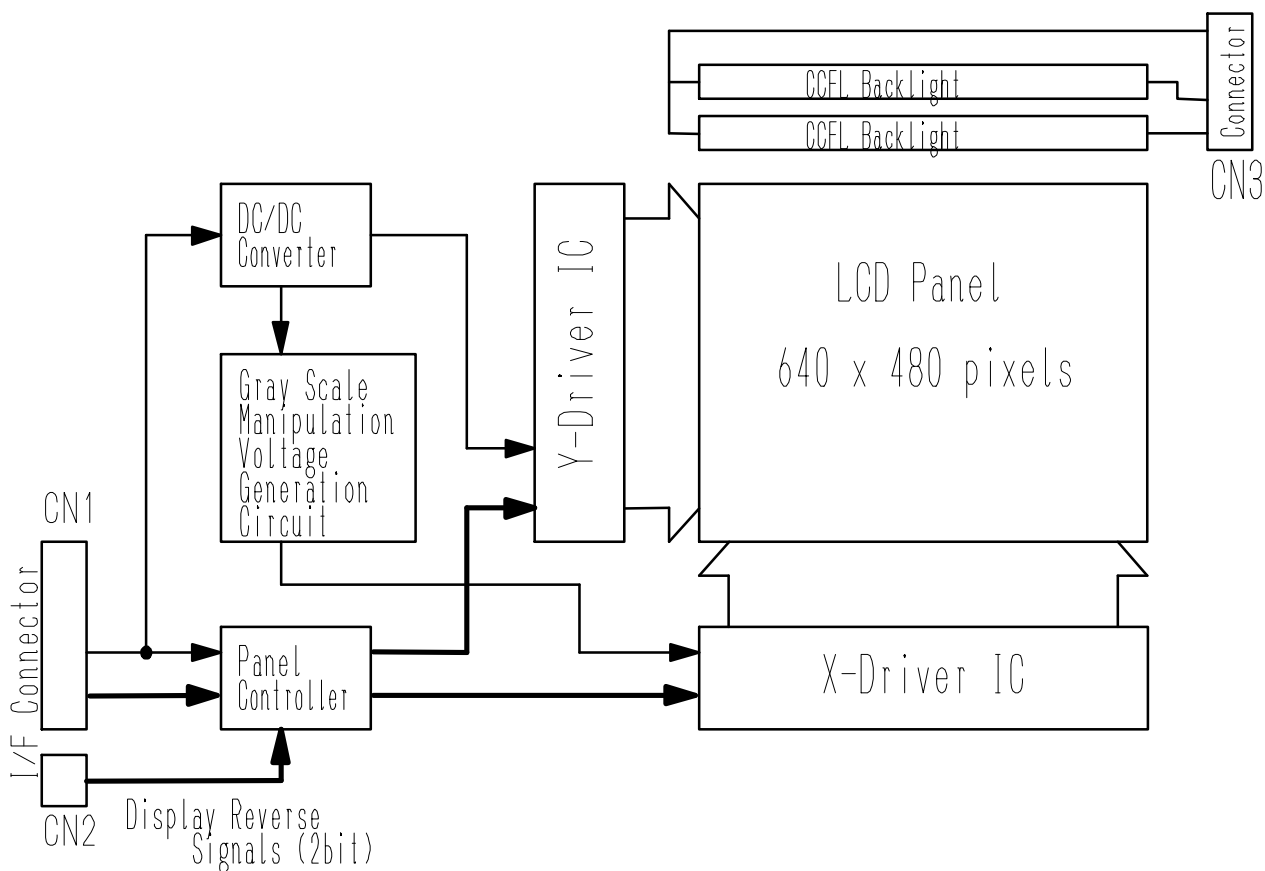 CCFL Backlight
CCFL Backlight
Connector
CN3
DC/DC
Converter
Y-Driver IC
LCD Panel
640 x 480 pixels
Gray Scale
Manipulation
Voltage
Generation
Circuit
CN1
I/F Connector
Panel
Controller
X-Driver IC
CN2
Display Reverse
Signals (2bit)